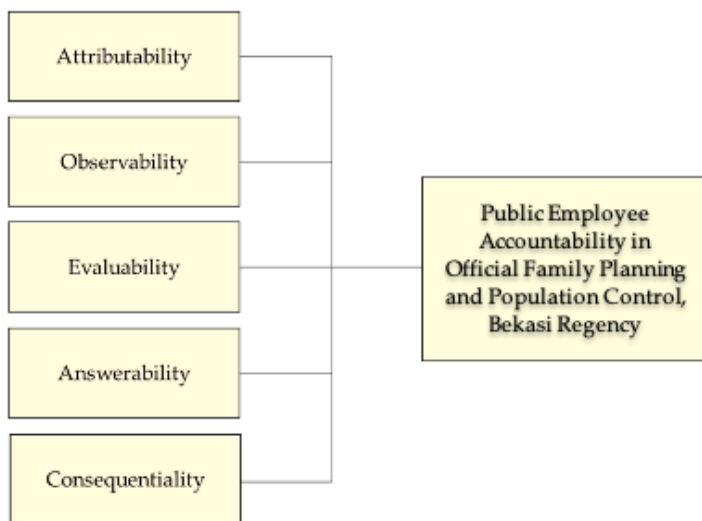 Attributability
Observability
Evaluability
Answerability
Consequentiality
Public Employee
Accountability in
Official Family Planning
and Population Control,
Bekasi Regency